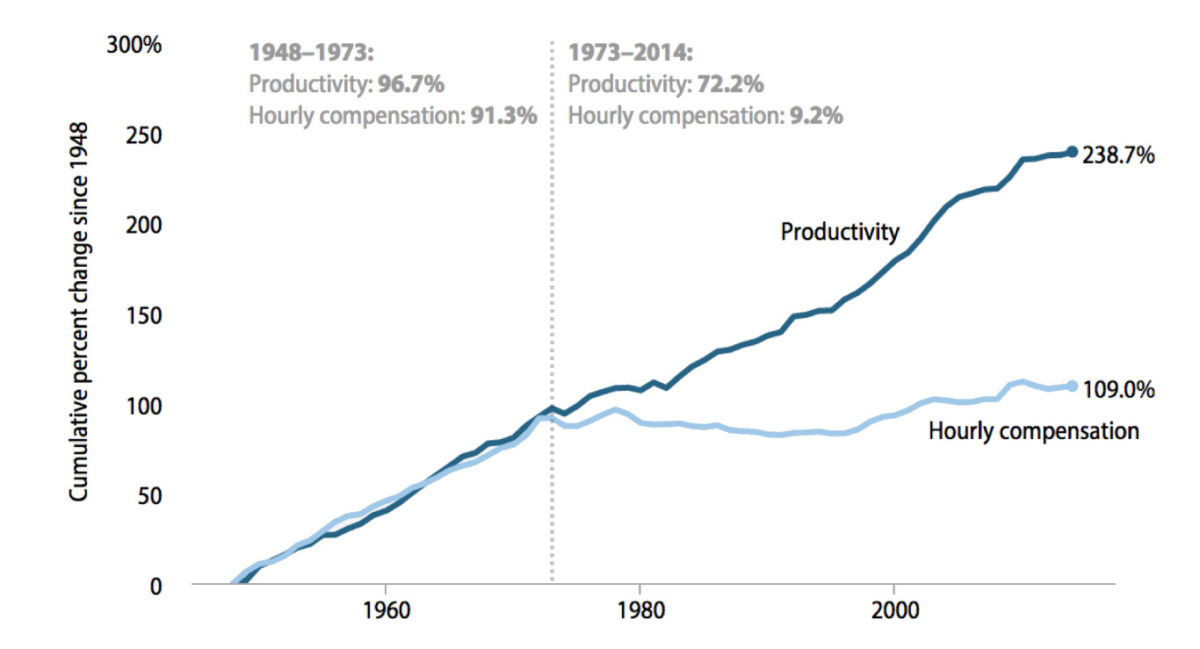 300%
250
200
150
100
50
0
Cumulative percent change since 1948
1948–1973:
Productivity: 96.7%
Hourly compensation: 91.3%
1973–2014:
Productivity: 72.2%
Hourly compensation: 9.2%
238.7%
Productivity
109.0%
Hourly compensation
1960
1980
2000